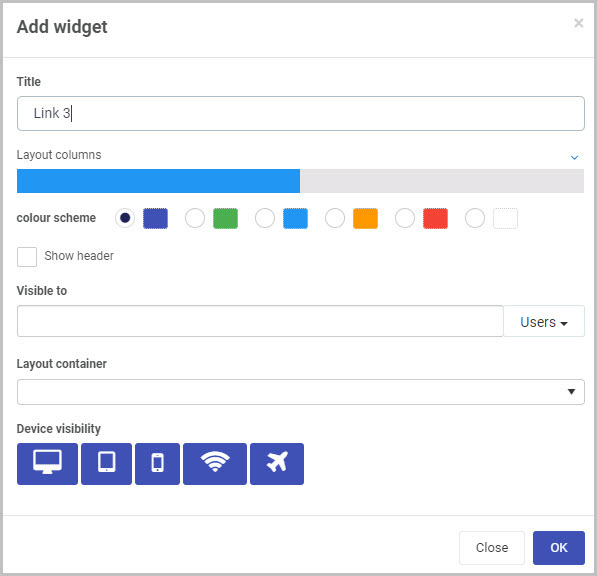 Add widget
×
Title
Link 3
Layout columns
colour scheme
Show header
Visible to
Users
Layout container
Device visibility
Close
OK